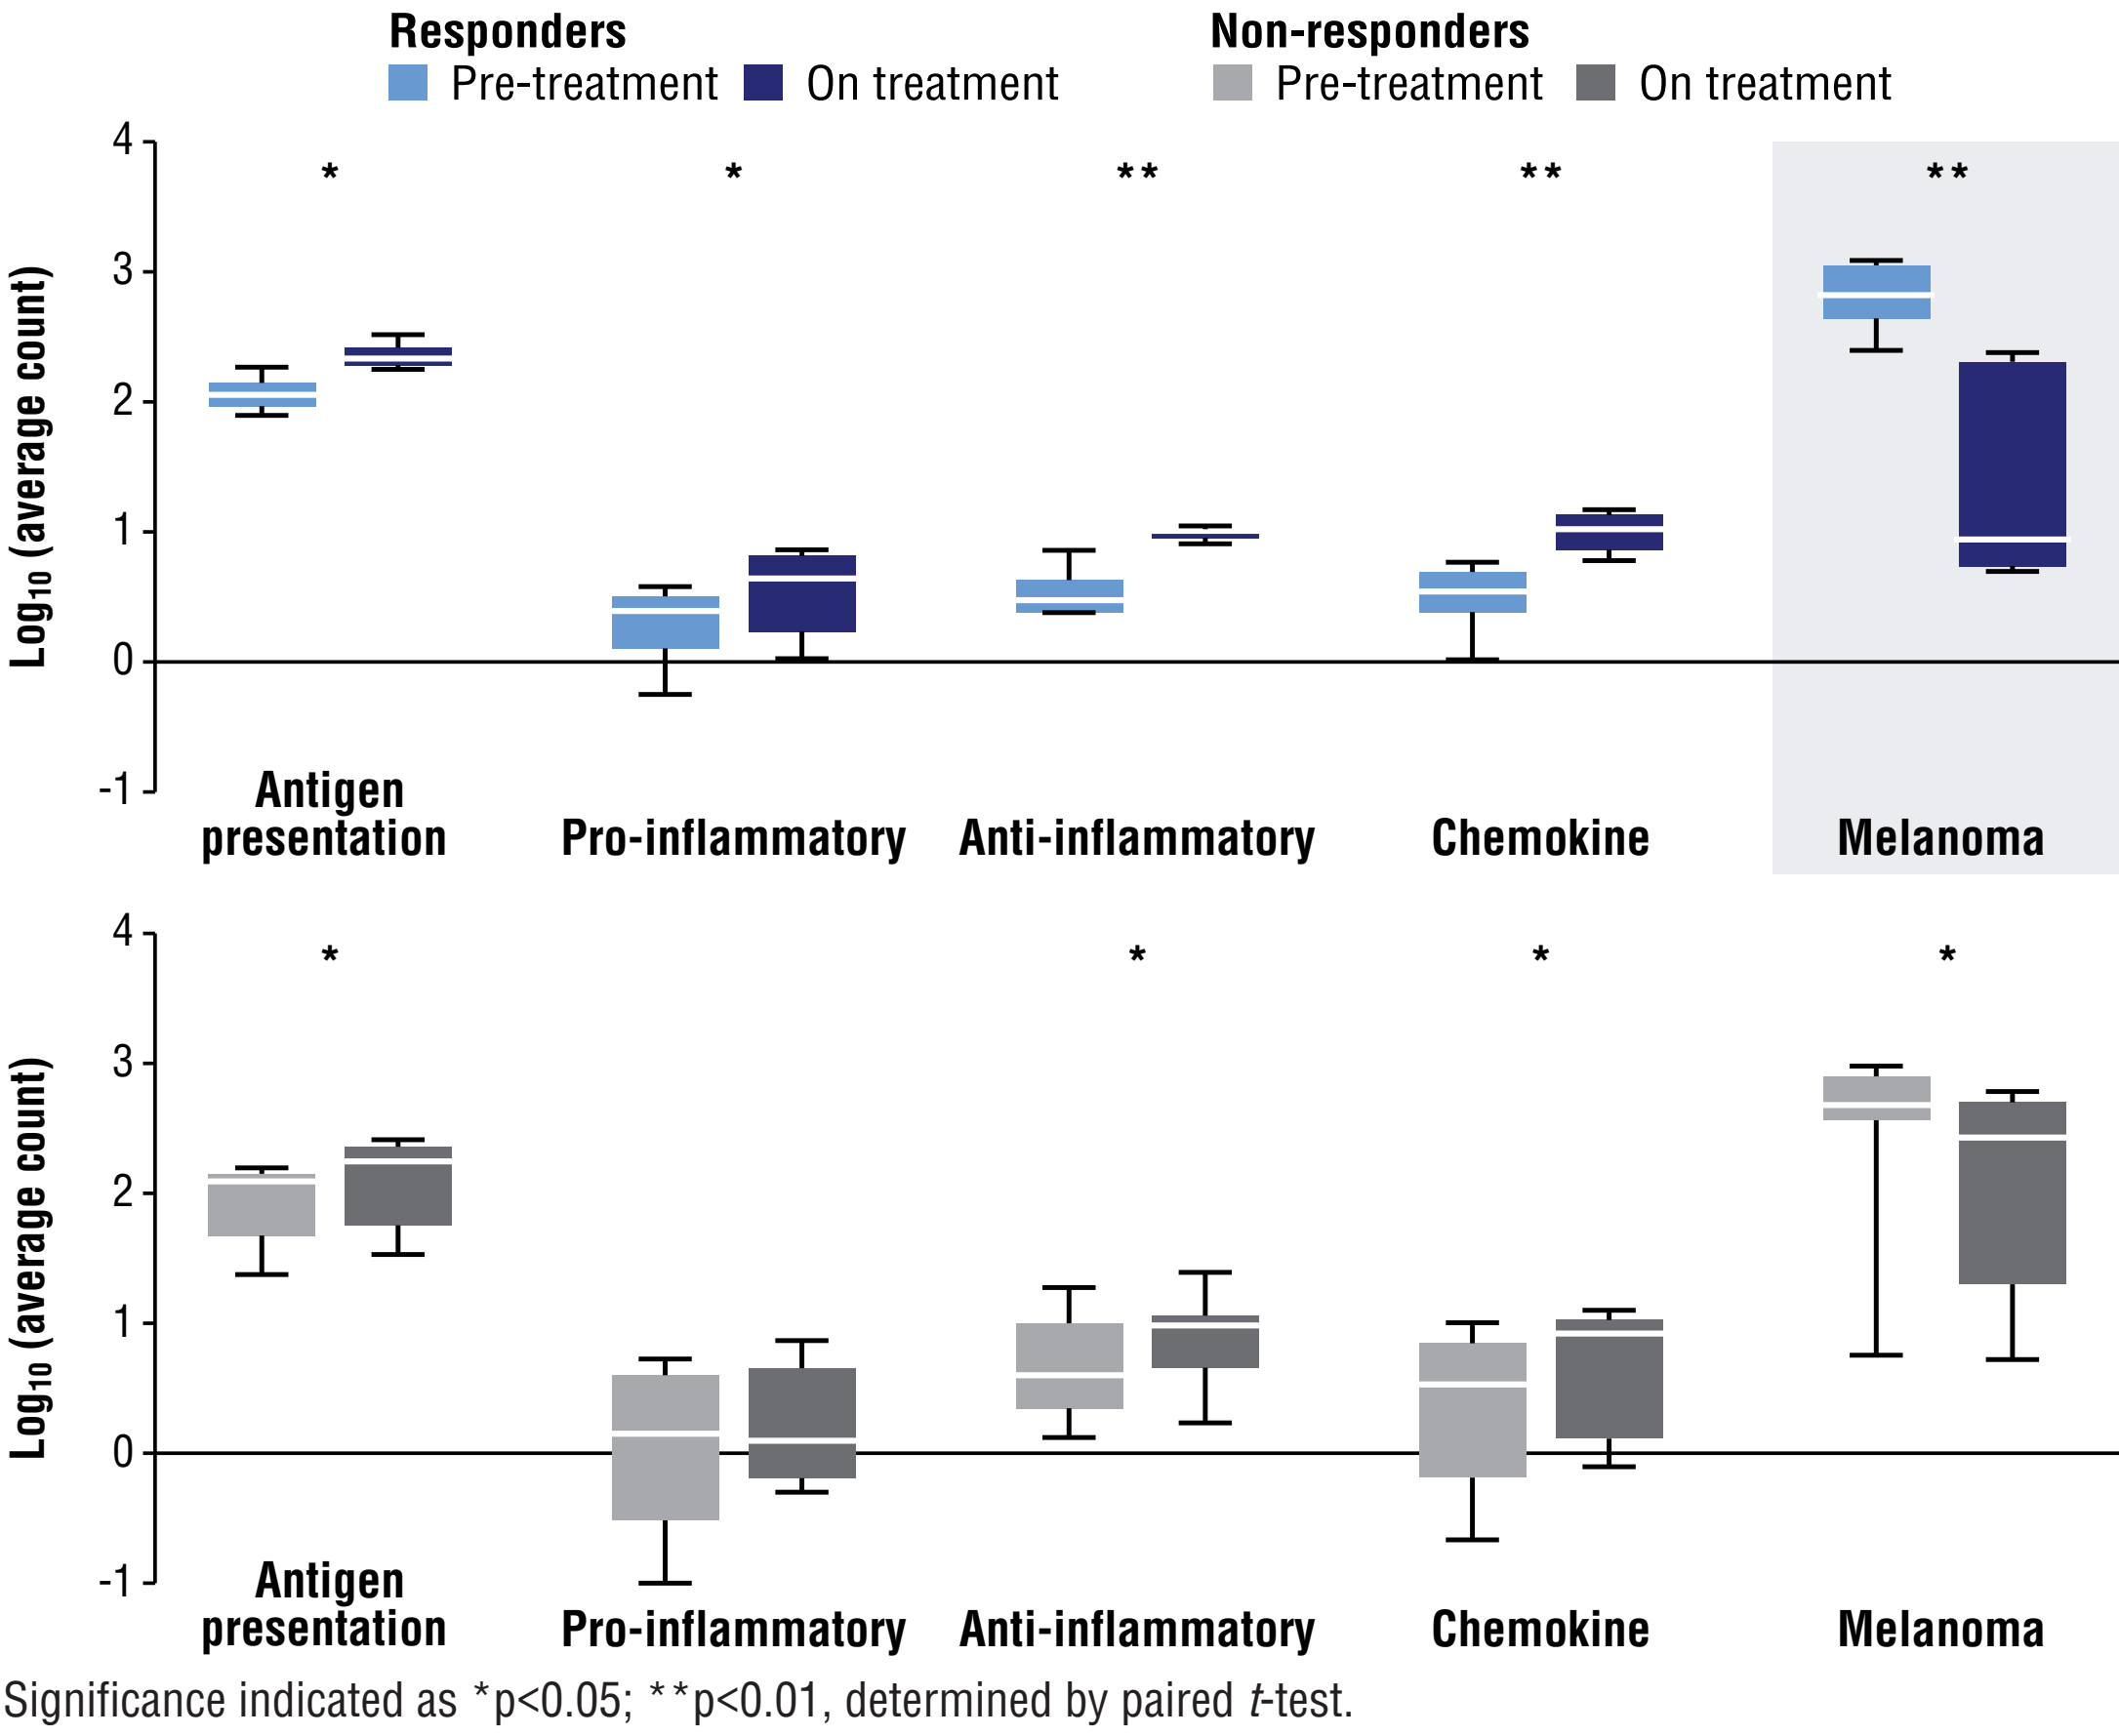 Responders Non-responders
Pre-treatment On treatment Pre-treatment On treatment
4
* * ** ** **
3
2
1
0
-1
Log10 (average count)
Antigen
presentation Pro-inflammatory Anti-inflammatory Chemokine Melanoma
4
* * * *
3
2
1
0
-1
Log10 (average count)
Antigen
presentation Pro-inflammatory Anti-inflammatory Chemokine Melanoma
Significance indicated as *p<0.05; **p<0.01, determined by paired t-test.